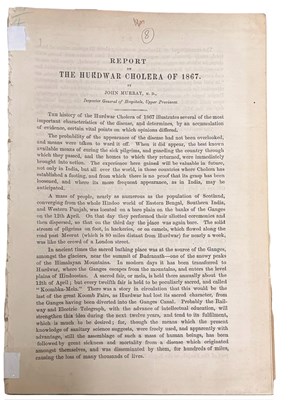 8
REPORT
ON
THE HURDWAR CHOLERA OF 1867.
BY
JOHN MURRAY, M. D.,
Inspector General of Hospitals, Upper Provinces.
THE history of the Hurdwar Cholera of 1867 illustrates several of the most
important characteristics of the disease, and determines, by an accumulation
of evidence, certain vital points on which opinions differed.
The probability of the appearance of the disease had not been overlooked,
and means were taken to ward it off. When it did appear, the best known
available means of nursing the sick pilgrims, and guarding the country through
which they passed, and the homes to which they returned, were immediately
brought into action. The experience here gained will be valuable in future,
not only in India, but all over the world, in those countries where Cholera has
established a footing, and from which there is no proof that its group has been
loosened, and where its more frequent appearance, as in India, may be
anticipated.
A mass of people, nearly as numerous as the population of Scotland,
converging from the whole Hindoo world of Eastern Bengal, Southern India,
and Western Punjab, was located on a bare plain on the banks of the Ganges
on the 12th April. On that day they performed their allotted ceremonies and
then dispersed, so that on the third day the place was again bare. The solid
stream of pilgrims on foot, in hackeries, or on camels, which flowed along the
road past Meerut (which is 80 miles distant from Hurdwar) for nearly a week,
was like the crowd of a London street.
In ancient times the sacred bathing place was at the source of the Ganges,
amongst the glaciers, near the summit of Budrunath—one of the snowy peaks
of the Himalayan Mountains. In modern days it has been transferred to
Hurdwar, where the Ganges escapes from the mountains, and enters the level
plains of Hindoostan. A sacred fair, or mela, is held there annually about the
12th of April; but every twelfth fair is held to be peculiarly sacred, and called
"Koombha-Mela." There was a story in circulation that this would be the
last of the great Koomb Fairs, as Hurdwar had lost its sacred character; from
the Ganges having been diverted into the Ganges Canal. Probably the Railway
and Electric Telegraph, with the advance of intellectual education, will
strengthen this idea during the next twelve years, and tend to its fulfilment,
which is much to be desired; for, though the means which the present
knowledge of sanitary science suggests, were freely used, and apparently with
advantage, still the assemblage of such a mass of human beings, has been
followed by great sickness and mortality from a disease which originated
amongst themselves, and was disseminated by them, for hundreds of miles,
causing the loss of many thousands of lives.